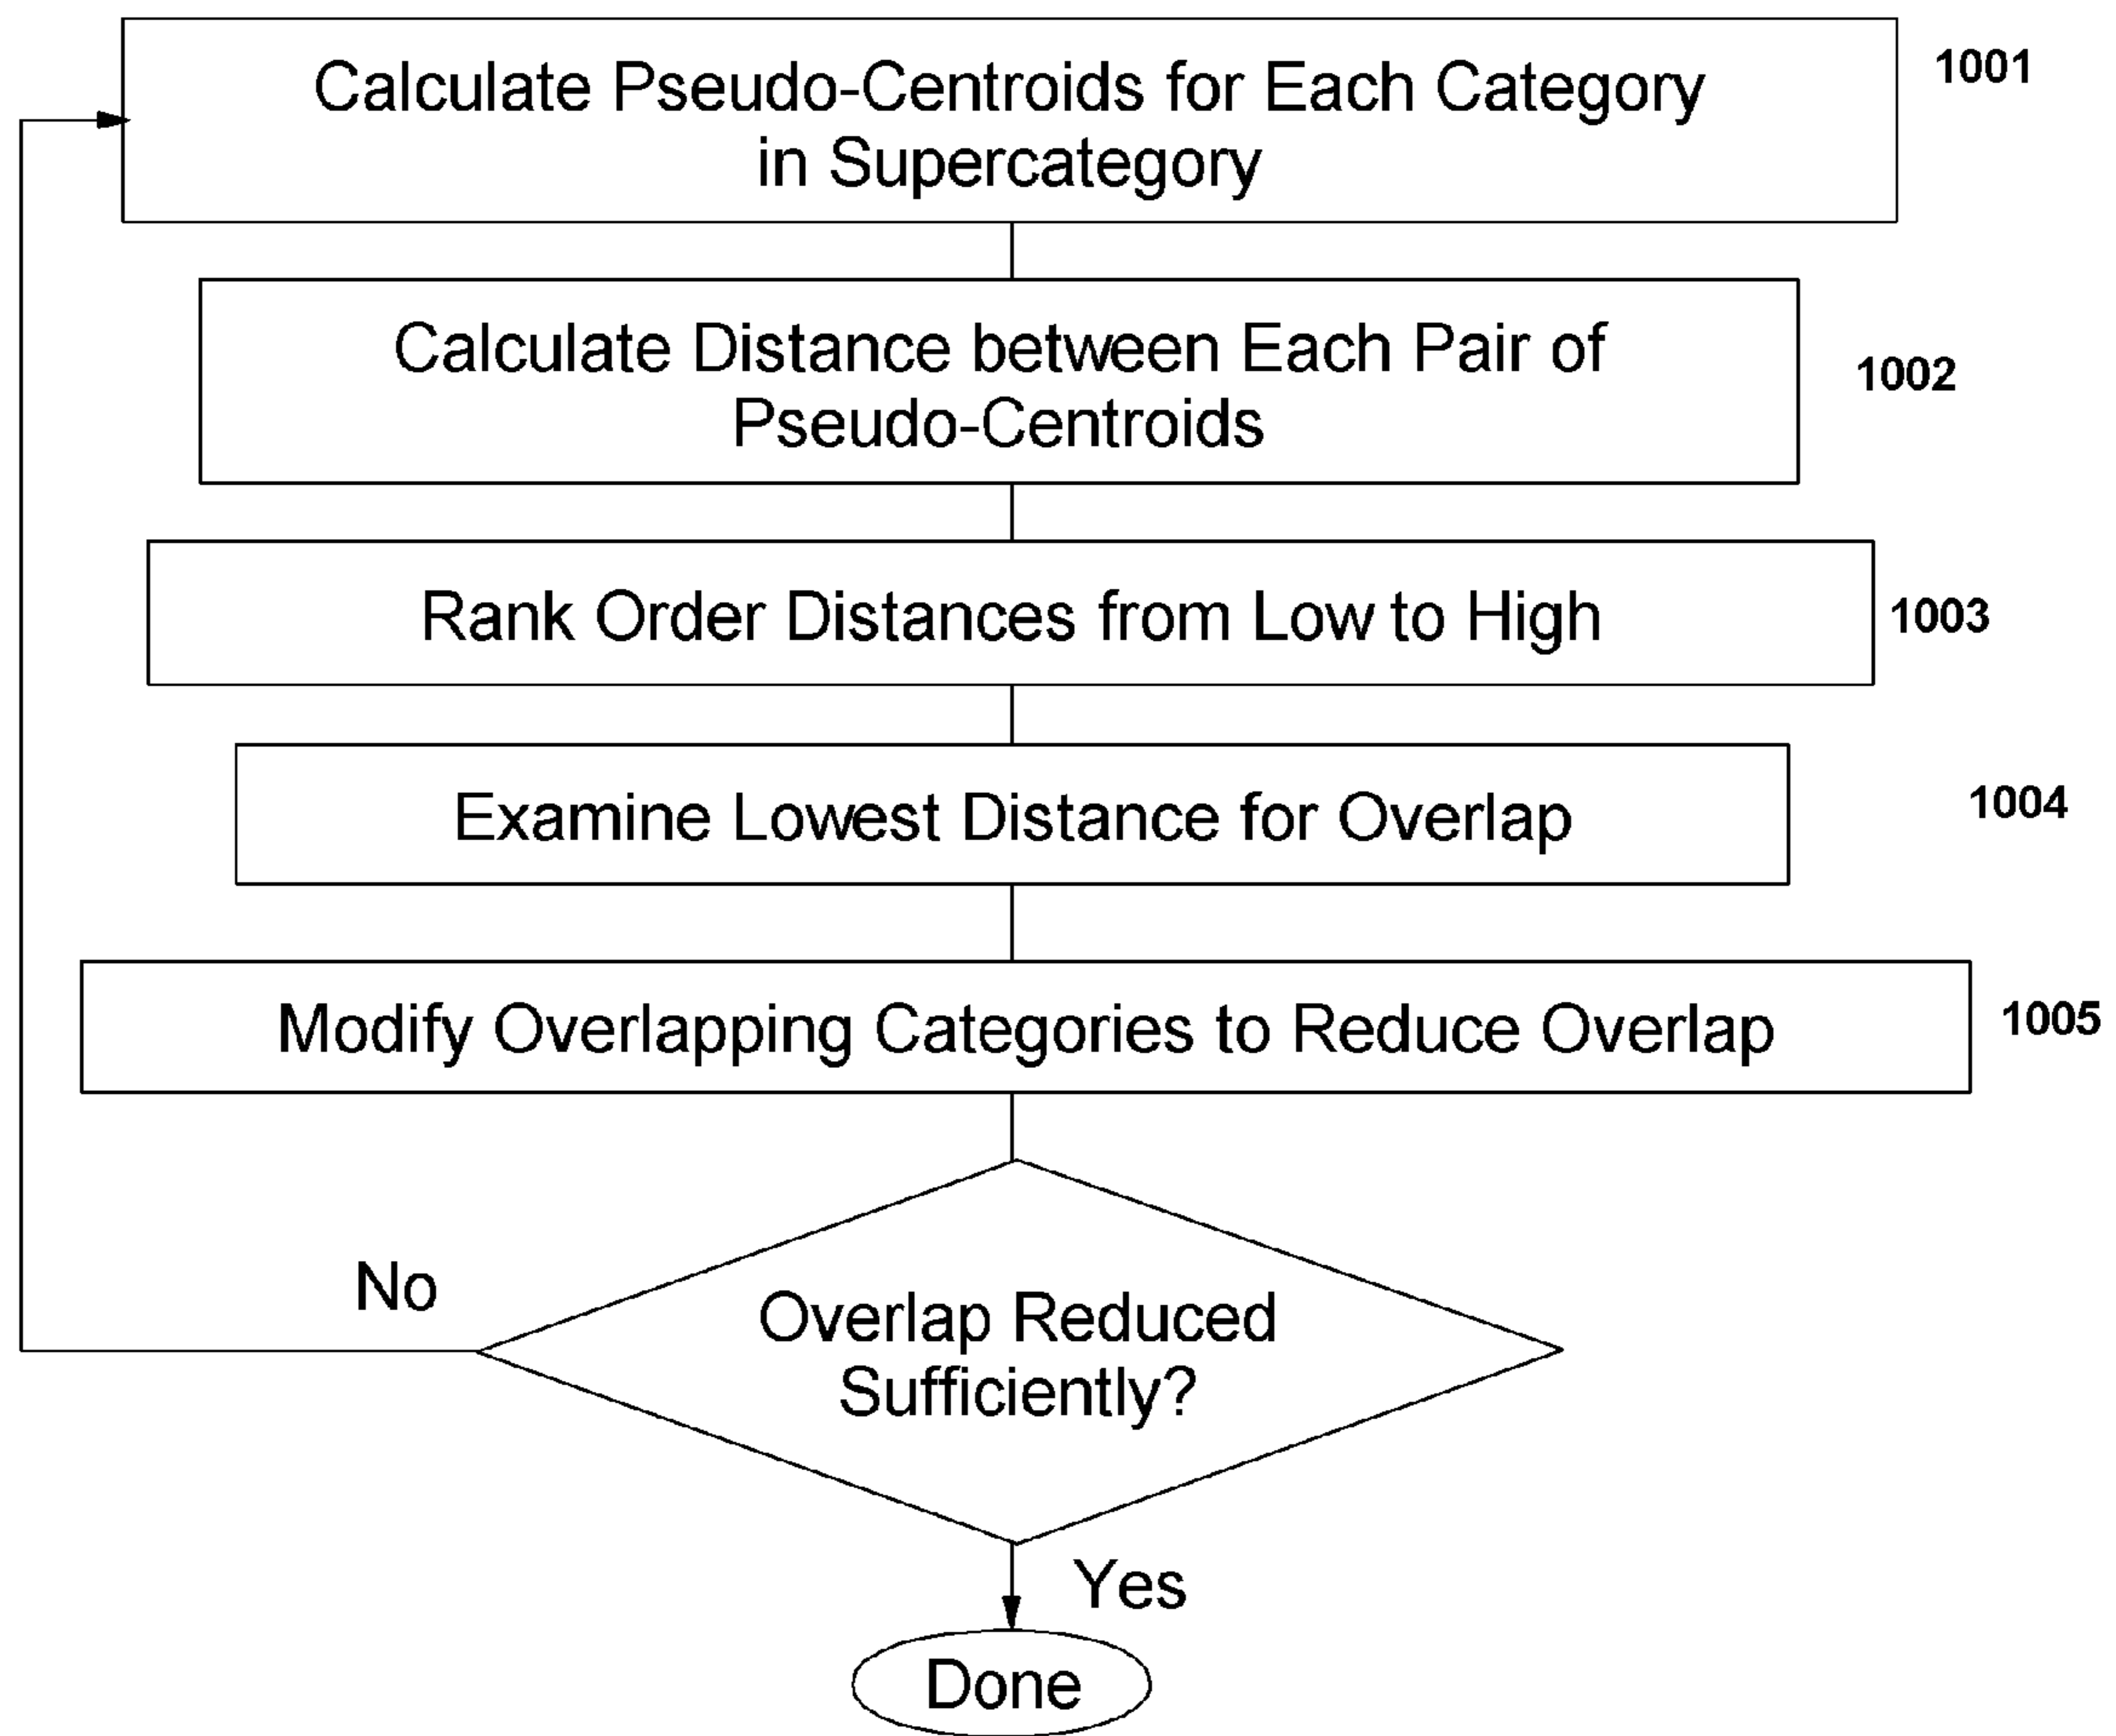 Calculate Pseudo-Centroids for Each Category
in Supercategory
1001
Calculate Distance between Each Pair of
Pseudo-Centroids
1002
Rank Order Distances from Low to High
1003
Examine Lowest Distance for Overlap
1004
Modify Overlapping Categories to Reduce Overlap
1005
No
Overlap Reduced
Sufficiently?
Yes
Done